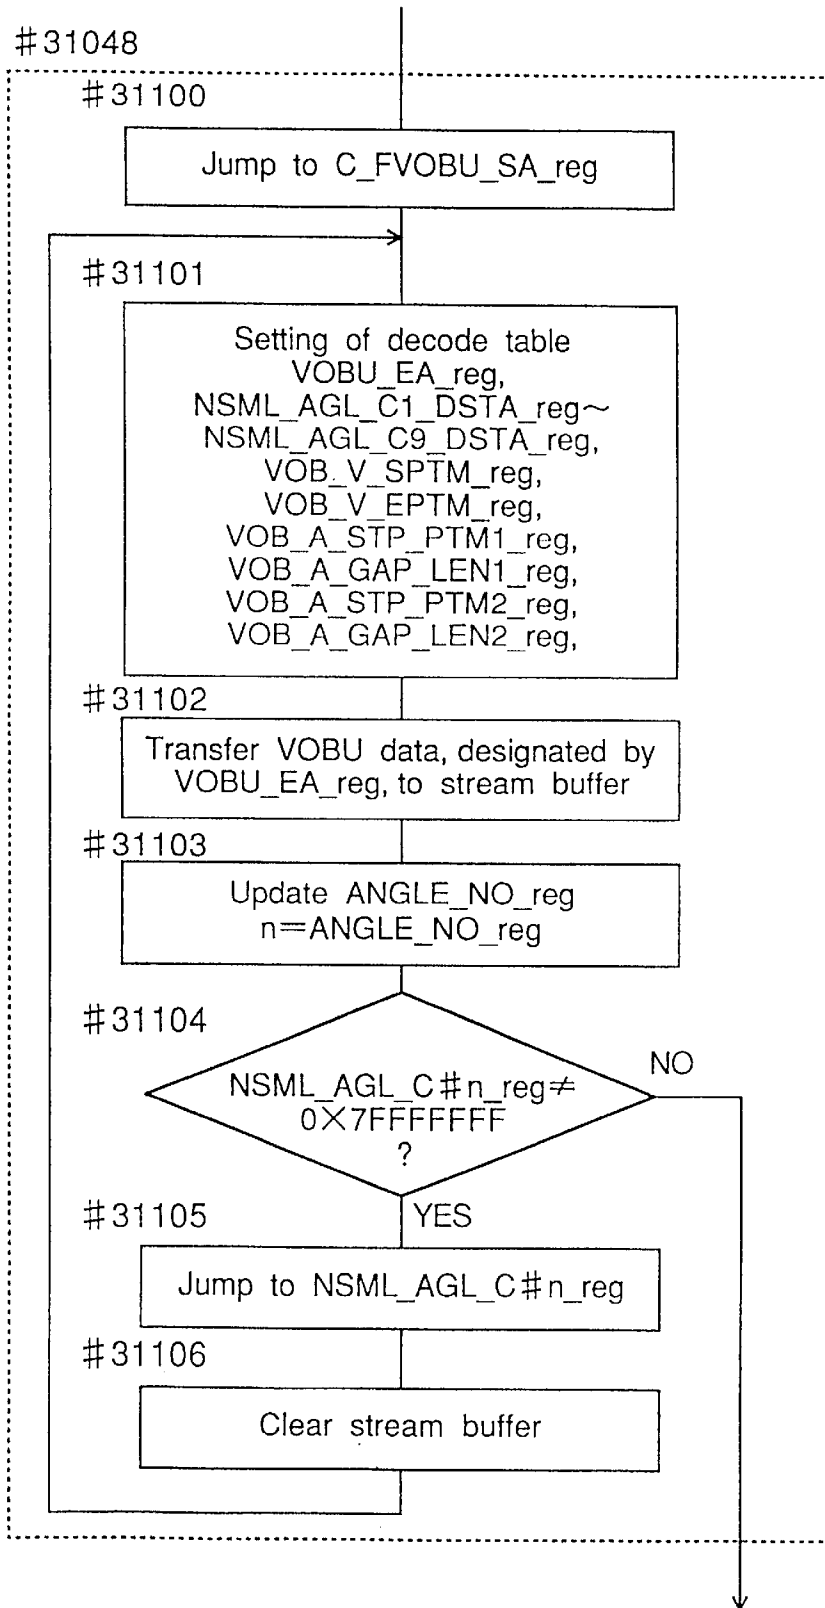 #31048
#31100
Jump to C_FVOBU_SA_reg
#31101
Setting of decode table
VOBU_EA_reg,
NSML_AGL_C1_DSTA_reg~
NSML_AGL_C9_DSTA_reg,
VOB_V_SPTM_reg,
VOB_V_EPTM_reg,
VOB_A_STP_PTM1_reg,
VOB_A_GAP_LEN1_reg,
VOB_A_STP_PTM2_reg,
VOB_A_GAP_LEN2_reg,
#31102
Transfer VOBU data, designated by
VOBU_EA_reg, to stream buffer
#31103
Update ANGLE_NO_reg
n=ANGLE_NO_reg
#31104
NSML_AGL_C#n_reg≠
0×7FFFFFFF
?
NO
YES
#31105
Jump to NSML_AGL_C#n_reg
#31106
Clear stream buffer